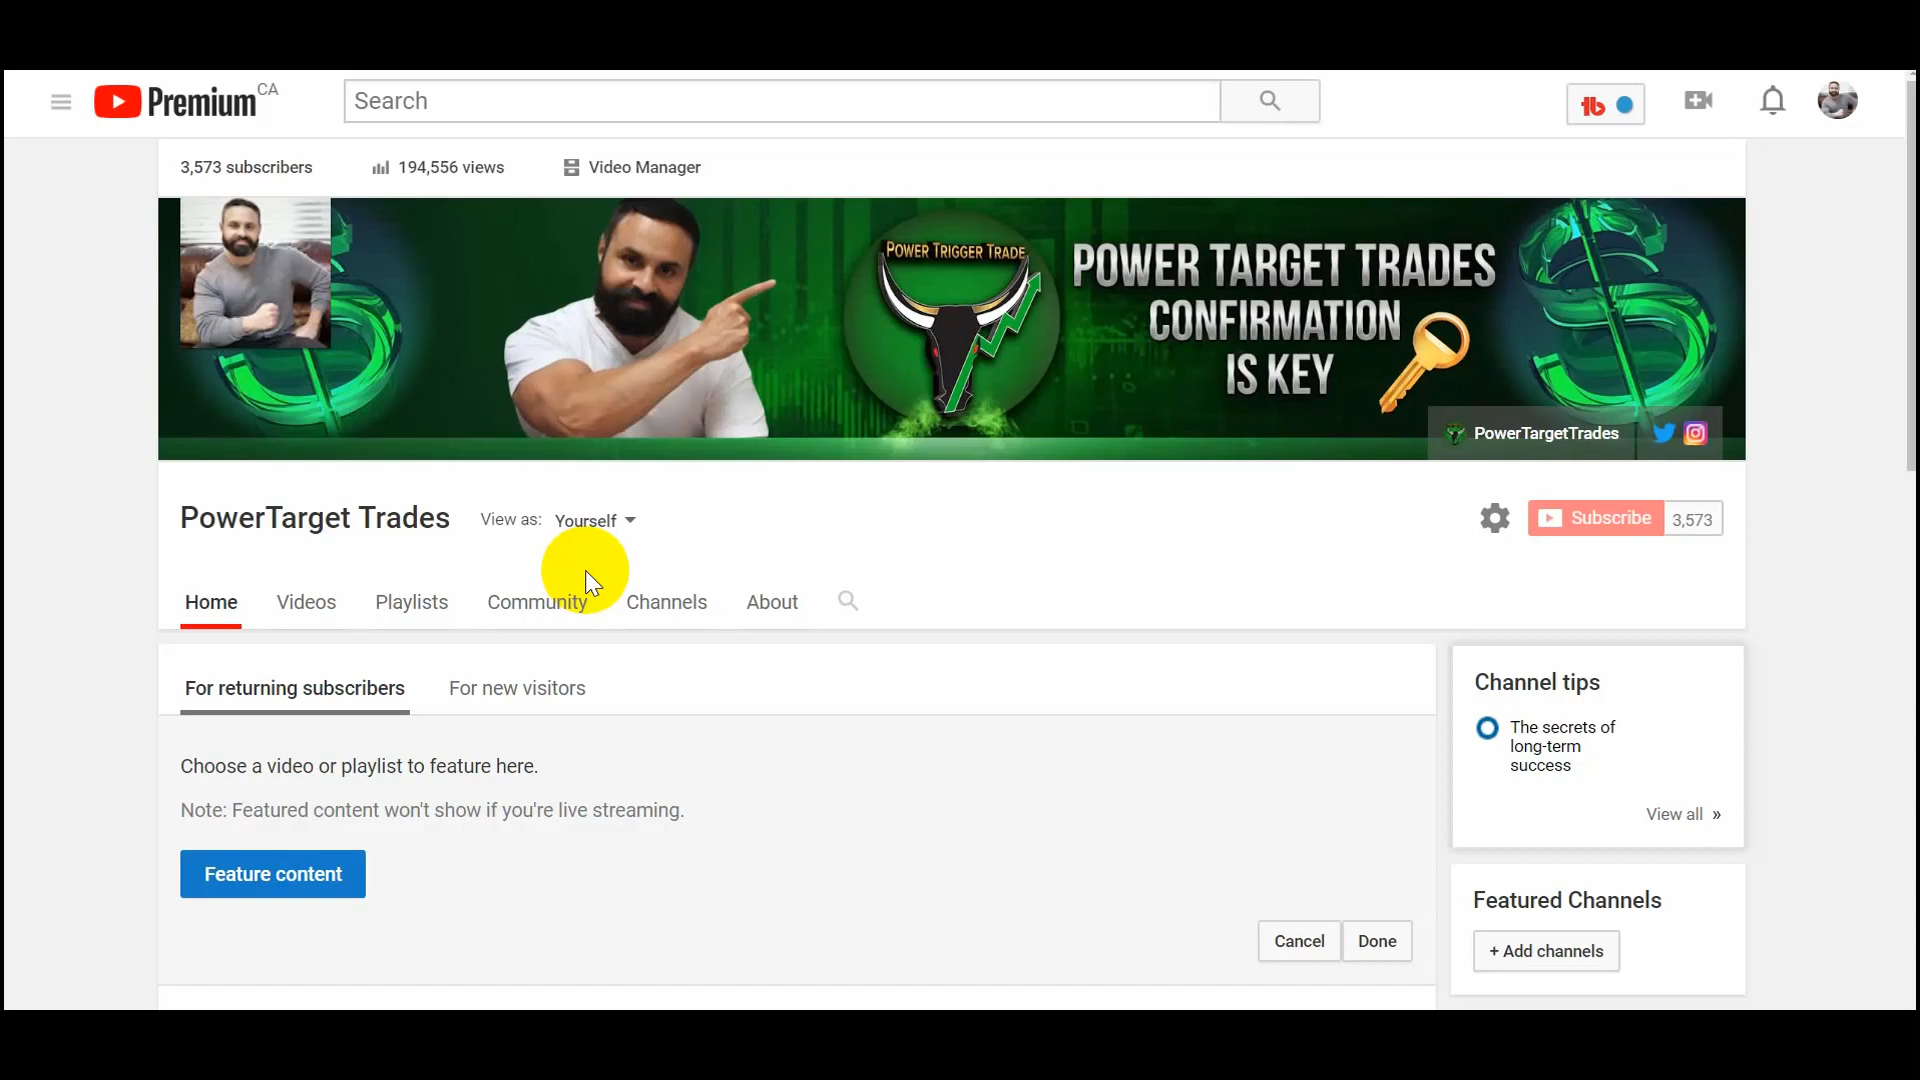 Premium CA
Search
3,573 subscribers
194,556 views
Video Manager
POWER TRIGGER TRADE
POWER TARGET TRADES
CONFIRMATION
IS KEY
PowerTargetTrades
PowerTarget Trades
View as: Yourself
Subscribe 3,573
Home
Videos
Playlists
Community
Channels
About
For returning subscribers
For new visitors
Choose a video or playlist to feature here.
Note: Featured content won't show if you're live streaming.
Feature content
Cancel
Done
Channel tips
The secrets of
long-term
success
View all »
Featured Channels
+ Add channels